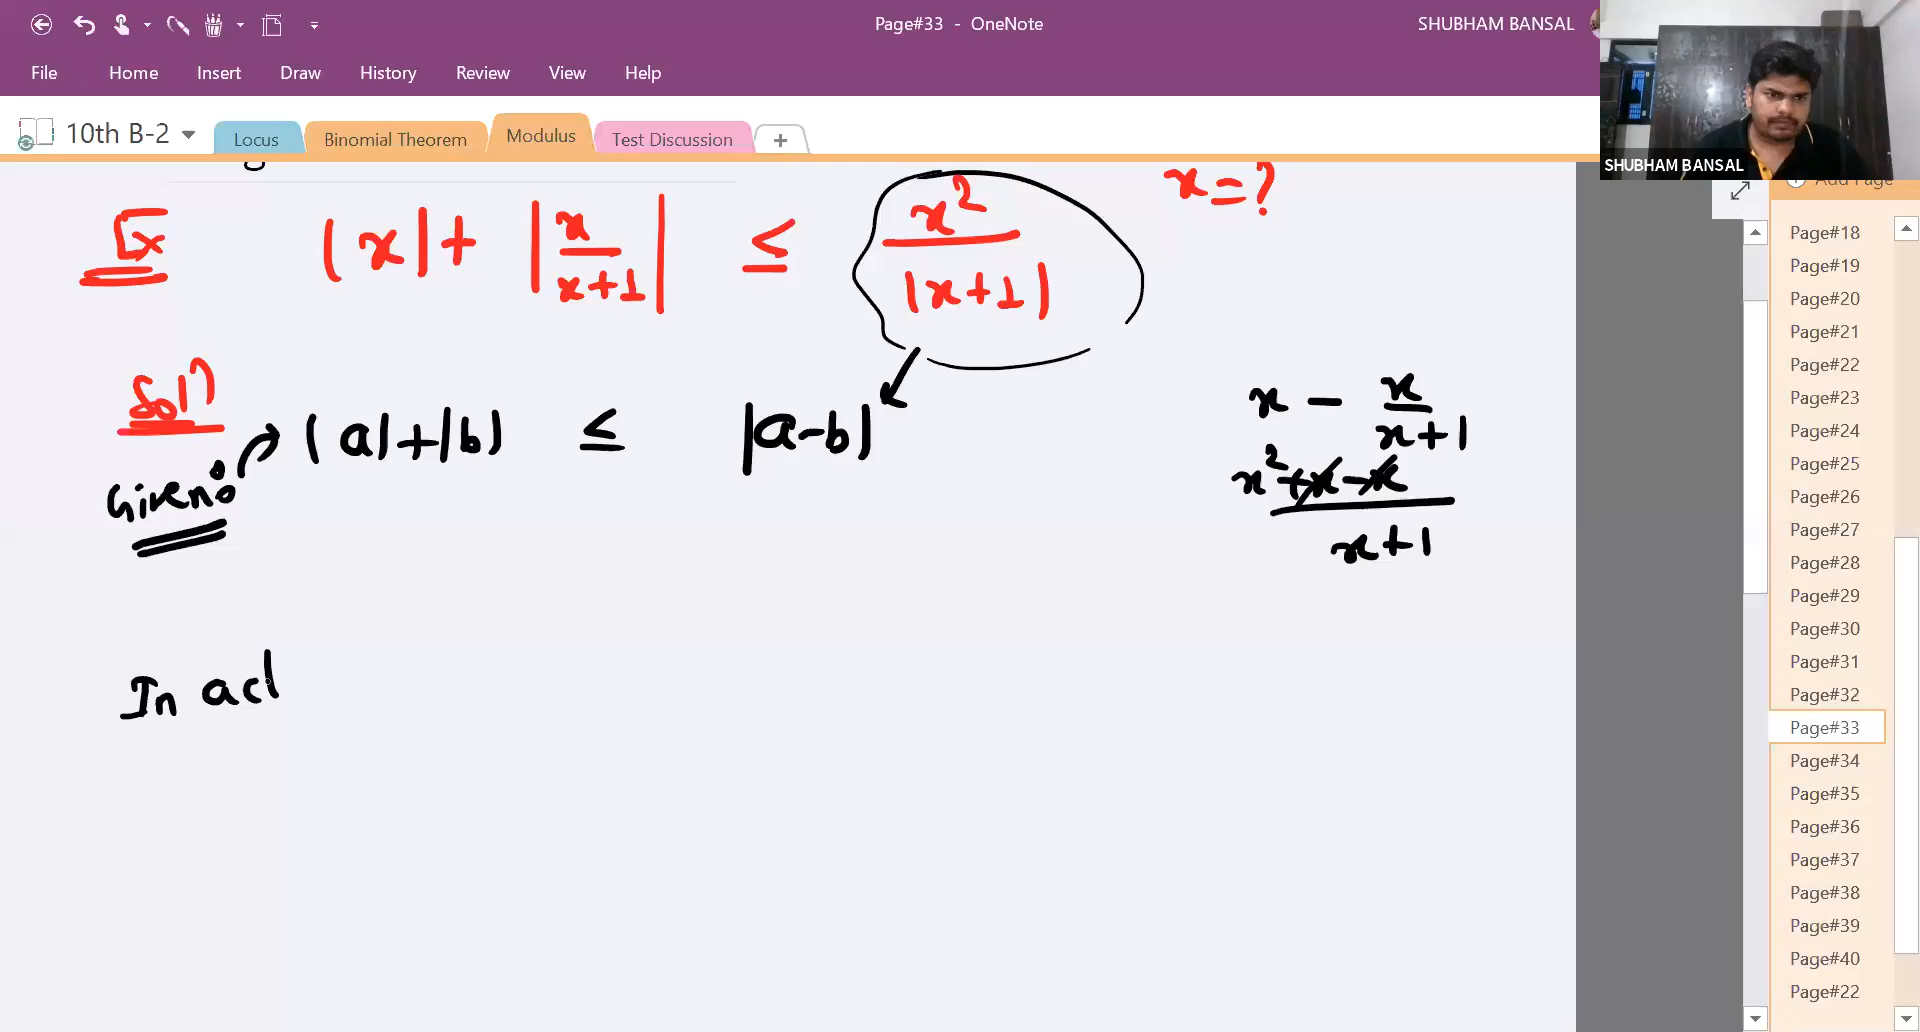 Page#33 - OneNote
SHUBHAM BANSAL
File Home Insert Draw History Review View Help
SHUBHAM BANSAL
10th B-2
Locus
Binomial Theorem
Modulus
Test Discussion
+
Add Page
Ex |x| + |x/(x+1)| ≤ x²/|x+1| x = ?
Solⁿ
Given: |a|+|b| ≤ |a-b|
x - x/(x+1)
x²+x-x
x+1
In act
Page#18
Page#19
Page#20
Page#21
Page#22
Page#23
Page#24
Page#25
Page#26
Page#27
Page#28
Page#29
Page#30
Page#31
Page#32
Page#33
Page#34
Page#35
Page#36
Page#37
Page#38
Page#39
Page#40
Page#22